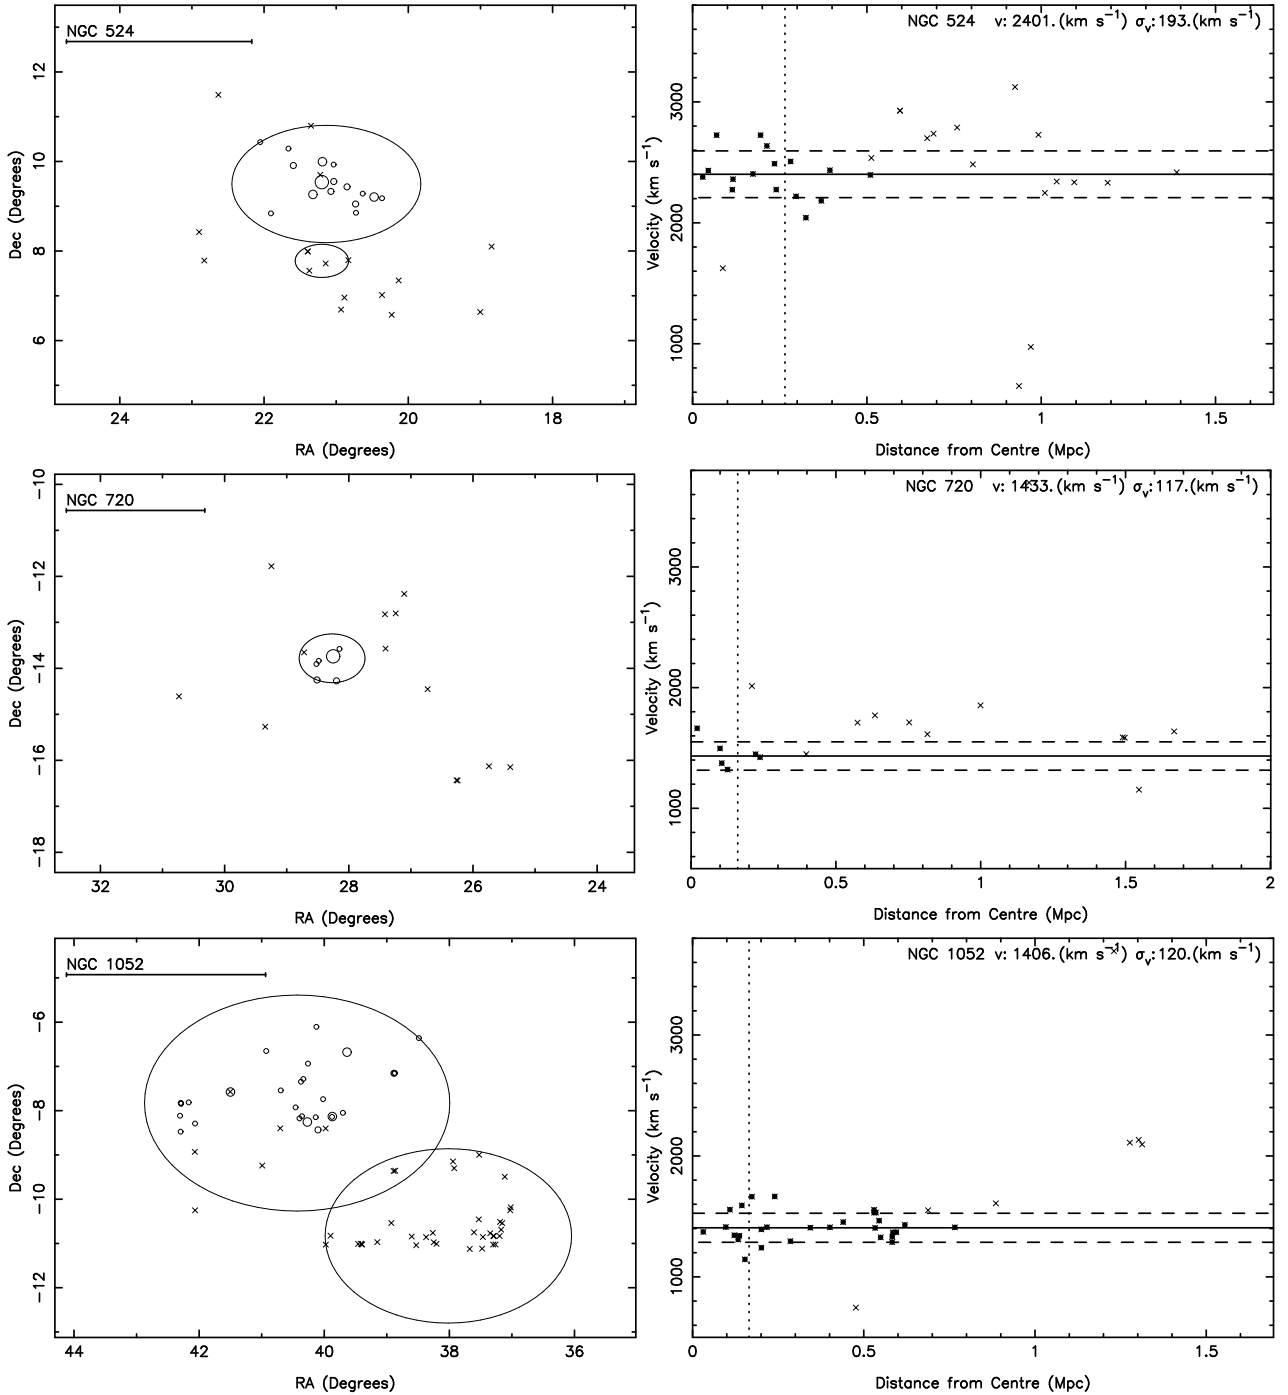 NGC 524
12
10
8
6
Dec (Degrees)
24 22 20 18
RA (Degrees)
NGC 524 v: 2401.(km s⁻¹) σᵥ:193.(km s⁻¹)
3000
2000
1000
Velocity (km s⁻¹)
0 0.5 1 1.5
Distance from Centre (Mpc)
NGC 720
−10
−12
−14
−16
−18
Dec (Degrees)
32 30 28 26 24
RA (Degrees)
NGC 720 v: 1433.(km s⁻¹) σᵥ:117.(km s⁻¹)
3000
2000
1000
Velocity (km s⁻¹)
0 0.5 1 1.5 2
Distance from Centre (Mpc)
NGC 1052
−6
−8
−10
−12
Dec (Degrees)
44 42 40 38 36
RA (Degrees)
NGC 1052 v: 1406.(km s⁻¹) σᵥ:120.(km s⁻¹)
3000
2000
1000
Velocity (km s⁻¹)
0 0.5 1 1.5
Distance from Centre (Mpc)